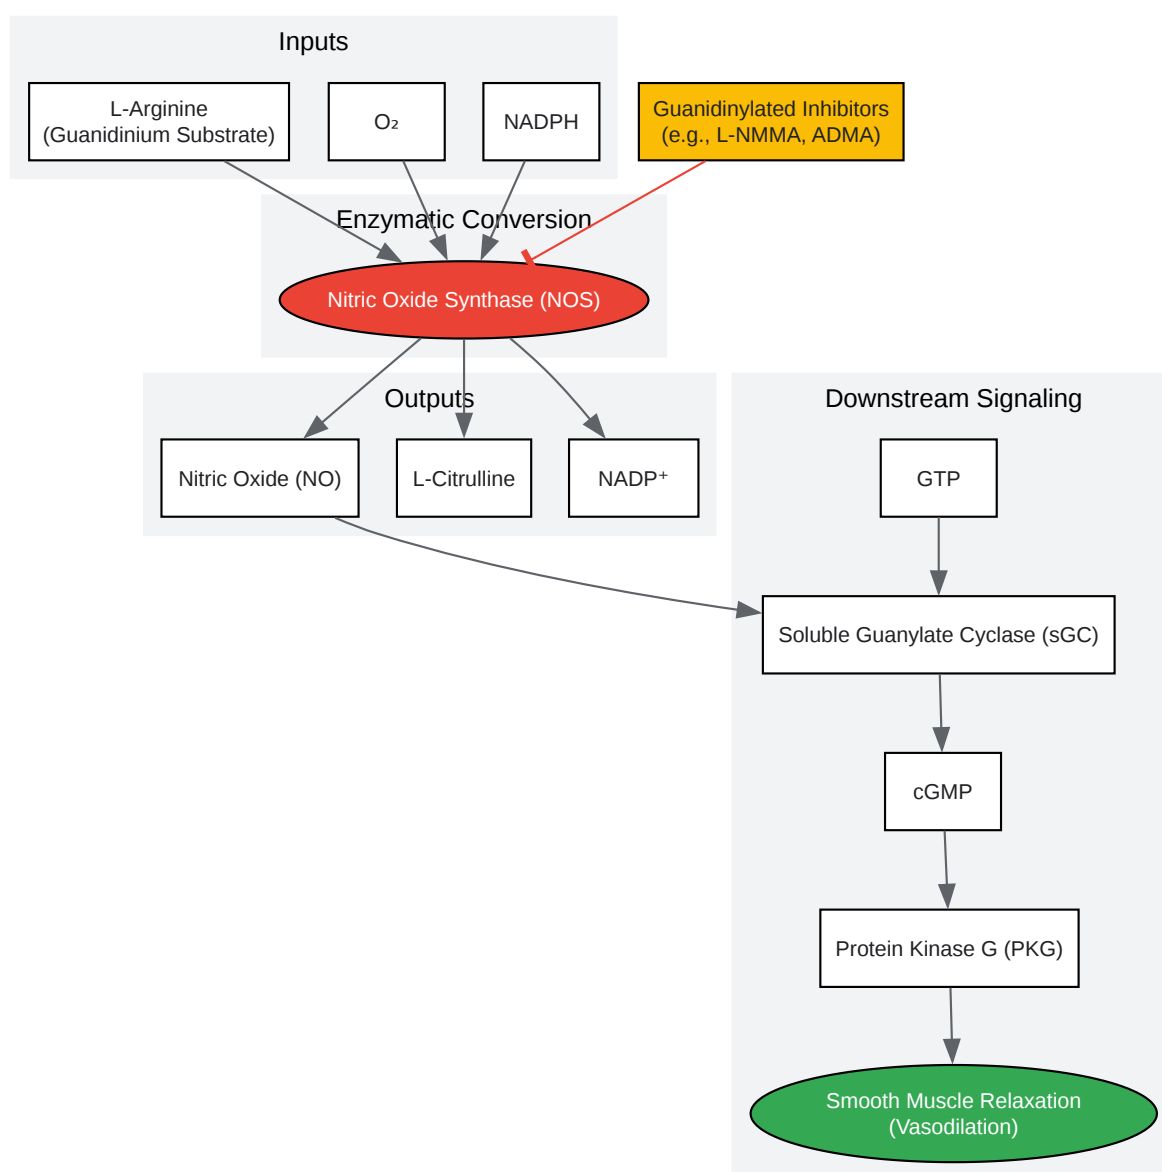 Inputs
L-Arginine
(Guanidinium Substrate)
O₂
NADPH
Guanidinylated Inhibitors
(e.g., L-NMMA, ADMA)
Enzymatic Conversion
Nitric Oxide Synthase (NOS)
Outputs
Nitric Oxide (NO)
L-Citrulline
NADP⁺
Downstream Signaling
GTP
Soluble Guanylate Cyclase (sGC)
cGMP
Protein Kinase G (PKG)
Smooth Muscle Relaxation
(Vasodilation)